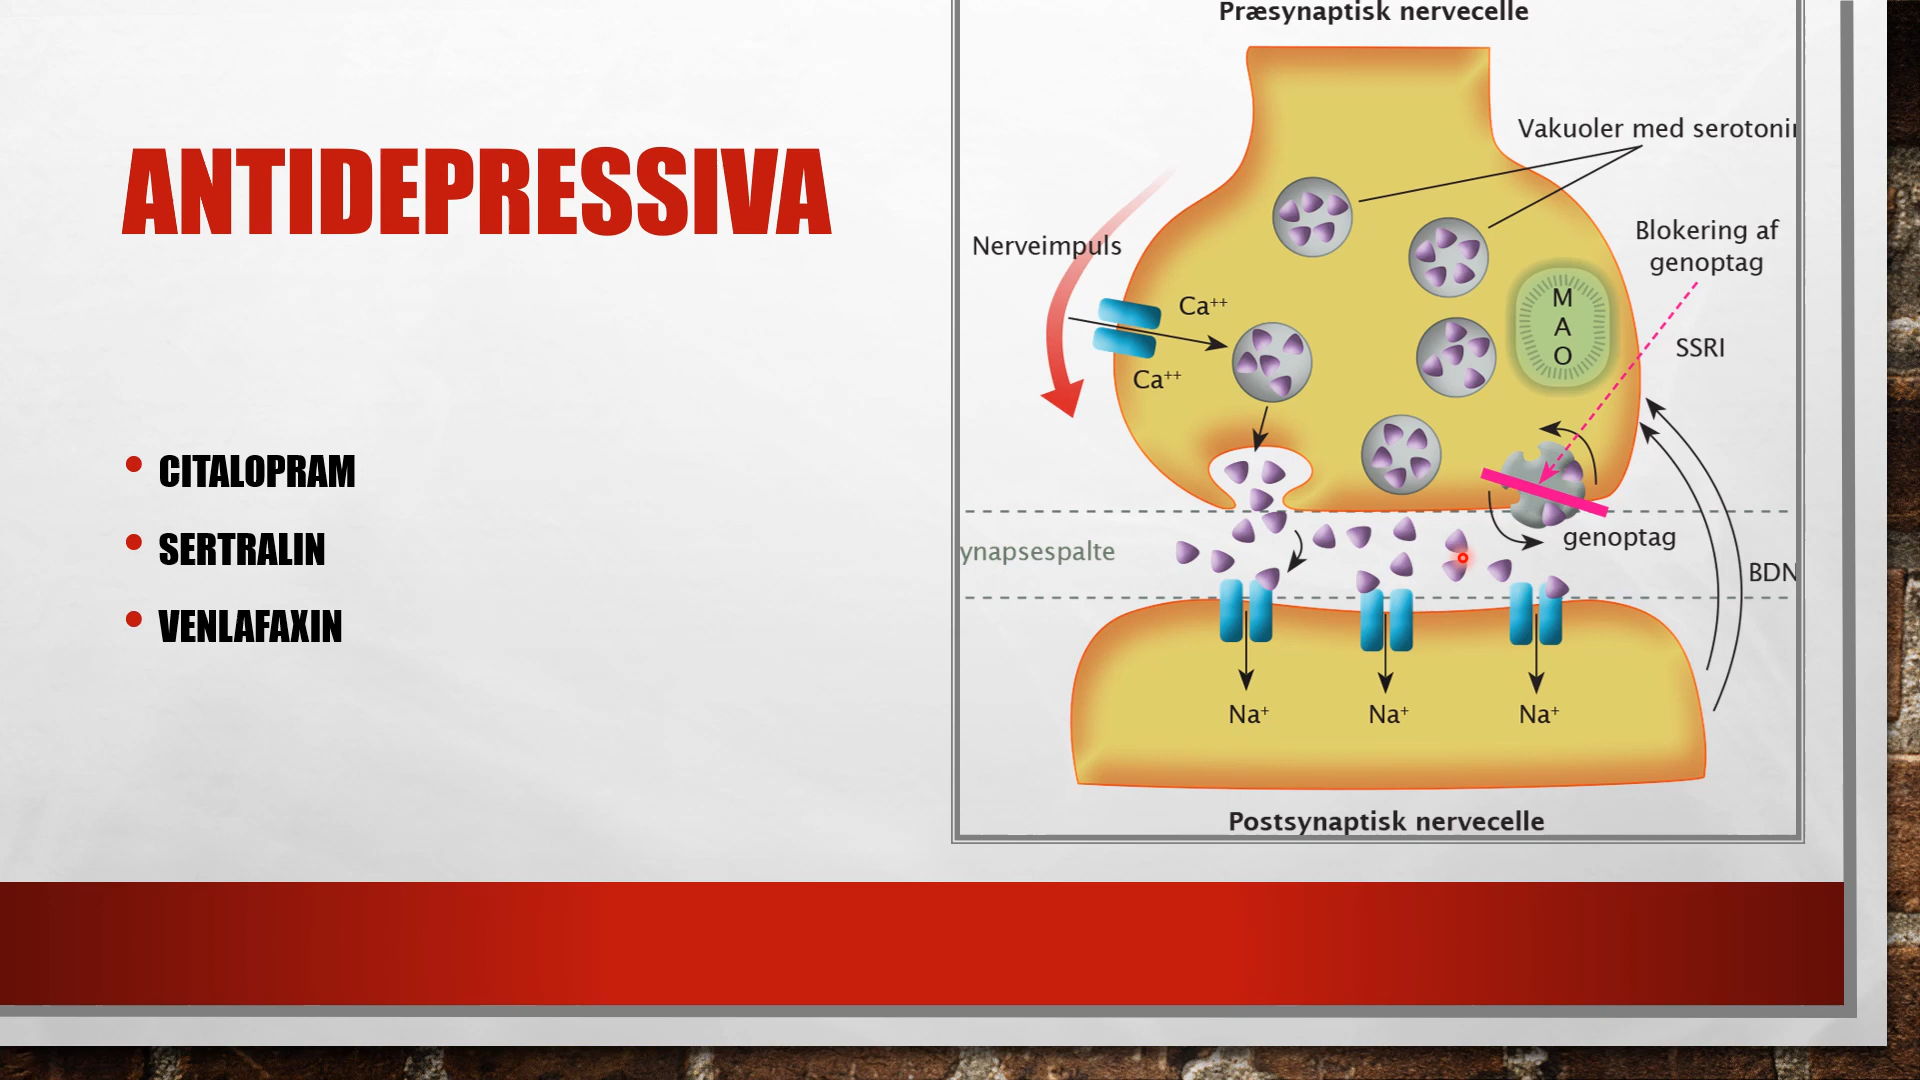 ANTIDEPRESSIVA
• CITALOPRAM
• SERTRALIN
• VENLAFAXIN
Præsynaptisk nervecelle
Vakuoler med serotonin
Blokering af
genoptag
Nerveimpuls
Ca⁺⁺
M
A
O
SSRI
Ca⁺⁺
genoptag
ynapsespalte
BDN
Na⁺
Na⁺
Na⁺
Postsynaptisk nervecelle